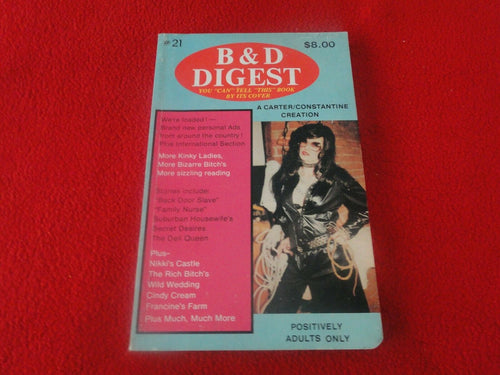 # 21
$8.00
B & D
DIGEST
YOU "CAN" TELL "THIS" BOOK
BY ITS COVER
A CARTER/CONSTANTINE
CREATION
We're loaded!—
Brand new personal Ads
from around the country!
Plus International Section
More Kinky Ladies,
More Bizarre Bitch's
More sizzling reading
Stories include:
"Back Door Slave"
"Family Nurse"
Suburban Housewife's
Secret Desires
The Deli Queen
Plus-
Nikki's Castle
The Rich Bitch's
Wild Wedding
Cindy Cream
Francine's Farm
Plus Much, Much More
POSITIVELY
ADULTS ONLY